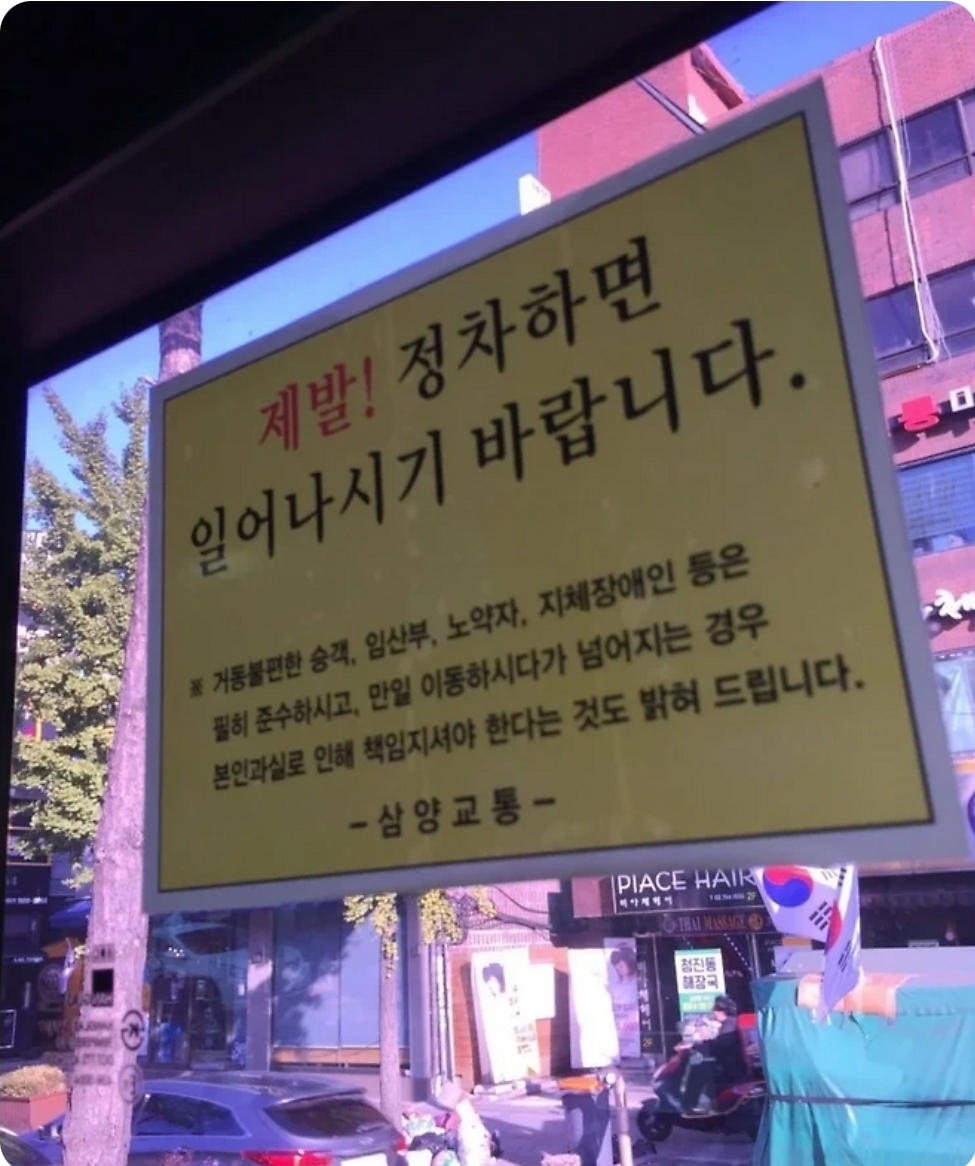 제발! 정차하면
일어나시기 바랍니다.
※ 거동불편한 승객, 임산부, 노약자, 지체장애인 등은
필히 준수하시고, 만일 이동하시다가 넘어지는 경우
본인과실로 인해 책임지셔야 한다는 것도 밝혀 드립니다.
-삼양교통-
PIACE HAIR
THAI MASSAGE
청진동
해장국